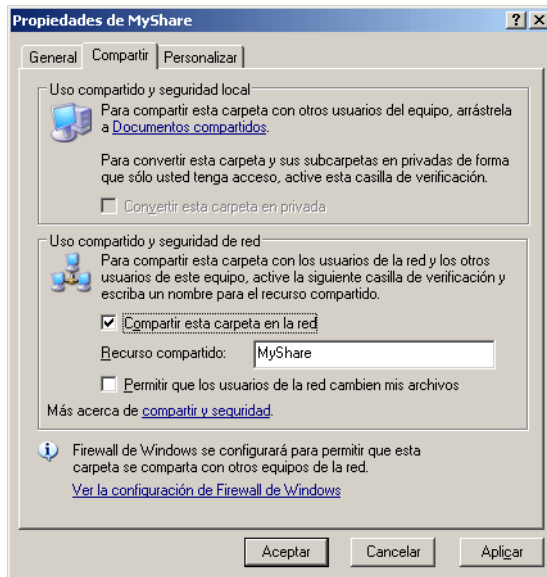 Propiedades de MyShare
General Compartir Personalizar
Uso compartido y seguridad local
Para compartir esta carpeta con otros usuarios del equipo, arrástrela
a Documentos compartidos.
Para convertir esta carpeta y sus subcarpetas en privadas de forma
que sólo usted tenga acceso, active esta casilla de verificación.
Convertir esta carpeta en privada
Uso compartido y seguridad de red
Para compartir esta carpeta con los usuarios de la red y los otros
usuarios de este equipo, active la siguiente casilla de verificación y
escriba un nombre para el recurso compartido.
Compartir esta carpeta en la red
Recurso compartido: MyShare
Permitir que los usuarios de la red cambien mis archivos
Más acerca de compartir y seguridad.
Firewall de Windows se configurará para permitir que esta
carpeta se comparta con otros equipos de la red.
Ver la configuración de Firewall de Windows
Aceptar Cancelar Aplicar